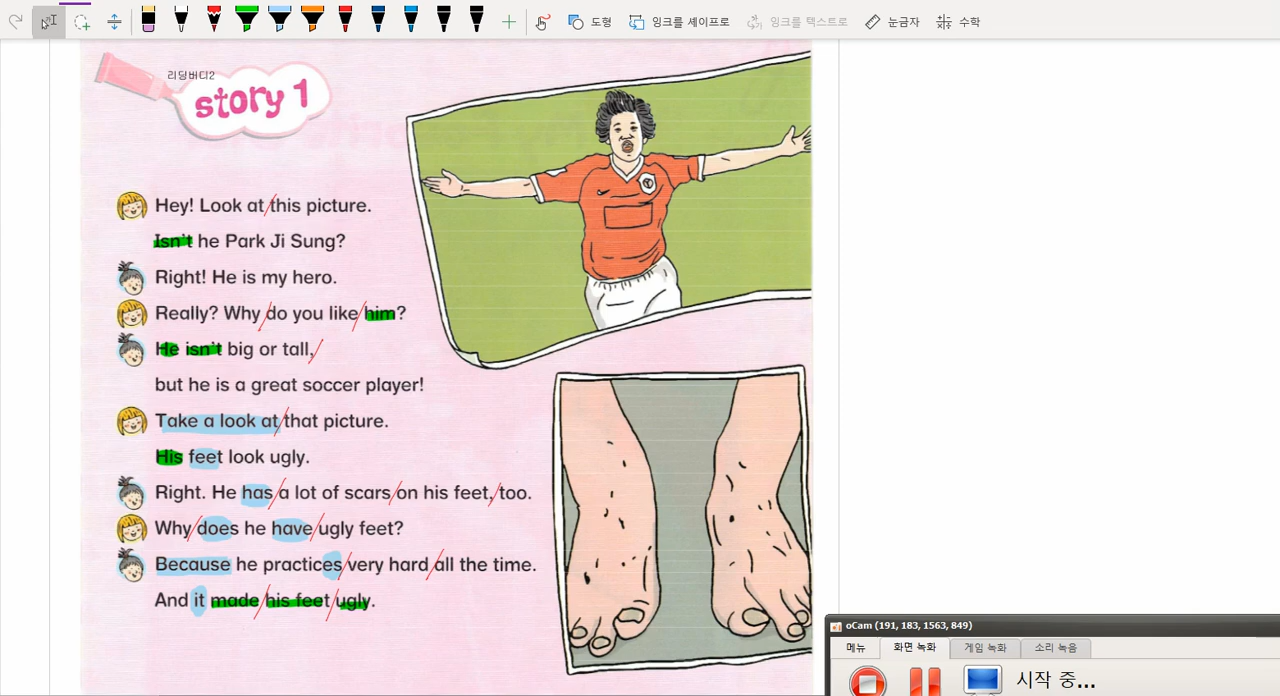 도형
잉크를 셰이프로
잉크를 텍스트로
눈금자
수학
리딩버디2
story 1
Hey! Look at this picture.
Isn't he Park Ji Sung?
Right! He is my hero.
Really? Why do you like him?
He isn't big or tall,
but he is a great soccer player!
Take a look at that picture.
His feet look ugly.
Right. He has a lot of scars on his feet, too.
Why does he have ugly feet?
Because he practices very hard all the time.
And it made his feet ugly.
oCam (191, 183, 1563, 849)
메뉴
화면 녹화
게임 녹화
소리 녹음
시작 중...